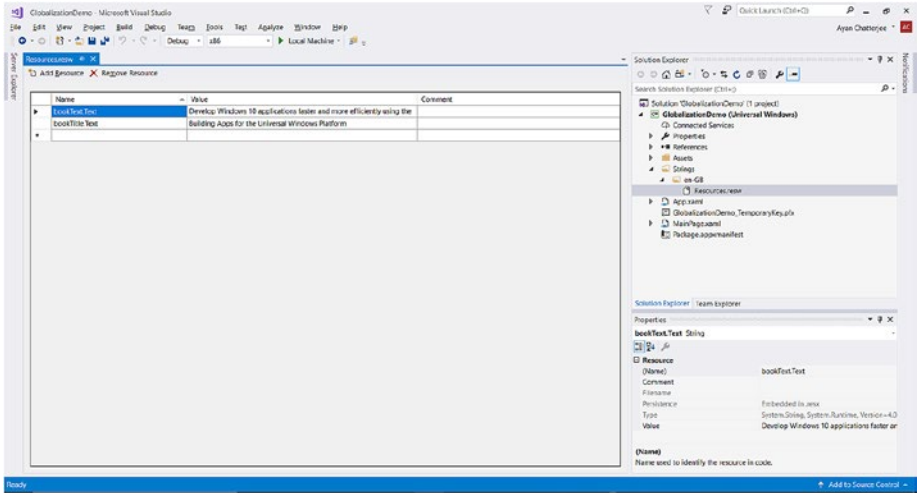 GlobalizationDemo - Microsoft Visual Studio
Quick Launch (Ctrl+Q)
File Edit View Project Build Debug Team Tools Test Analyze Window Help
Ayan Chatterjee AC
Debug x86 Local Machine
Server Explorer
Resources.resw
Add Resource Remove Resource
Name Value Comment
bookText.Text Develop Windows 10 applications faster and more efficiently using the
bookTitle.Text Building Apps for the Universal Windows Platform
Solution Explorer
Search Solution Explorer (Ctrl+;)
Solution 'GlobalizationDemo' (1 project)
GlobalizationDemo (Universal Windows)
Connected Services
Properties
References
Assets
Strings
en-GB
Resources.resw
App.xaml
GlobalizationDemo_TemporaryKey.pfx
MainPage.xaml
Package.appxmanifest
Solution Explorer Team Explorer
Notifications
Properties
bookText.Text String
Resource
(Name) bookText.Text
Comment
Filename
Persistence Embedded in .resx
Type System.String, System.Runtime, Version=4.0
Value Develop Windows 10 applications faster an
(Name)
Name used to identify the resource in code.
Ready
Add to Source Control